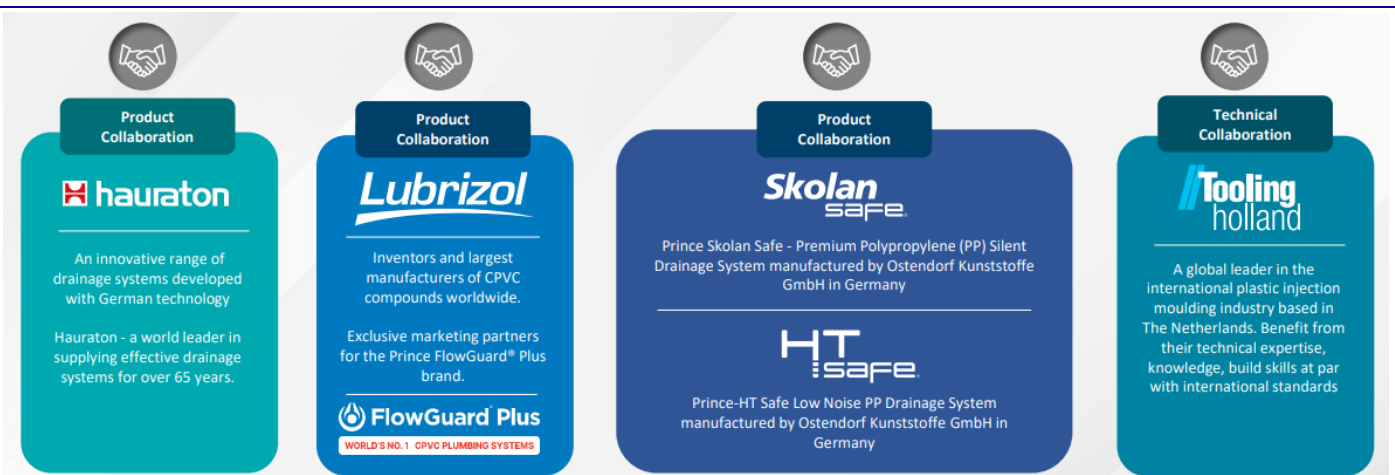 Product
Collaboration
hauraton
An innovative range of
drainage systems developed
with German technology
Hauraton - a world leader in
supplying effective drainage
systems for over 65 years.
Product
Collaboration
Lubrizol
Inventors and largest
manufacturers of CPVC
compounds worldwide.
Exclusive marketing partners
for the Prince FlowGuard® Plus
brand.
FlowGuard Plus
WORLD'S NO. 1 CPVC PLUMBING SYSTEMS
Product
Collaboration
Skolan
safe®
Prince Skolan Safe - Premium Polypropylene (PP) Silent
Drainage System manufactured by Ostendorf Kunststoffe
GmbH in Germany
HT
safe®
Prince-HT Safe Low Noise PP Drainage System
manufactured by Ostendorf Kunststoffe GmbH in
Germany
Technical
Collaboration
Tooling
holland
A global leader in the
international plastic injection
moulding industry based in
The Netherlands. Benefit from
their technical expertise,
knowledge, build skills at par
with international standards